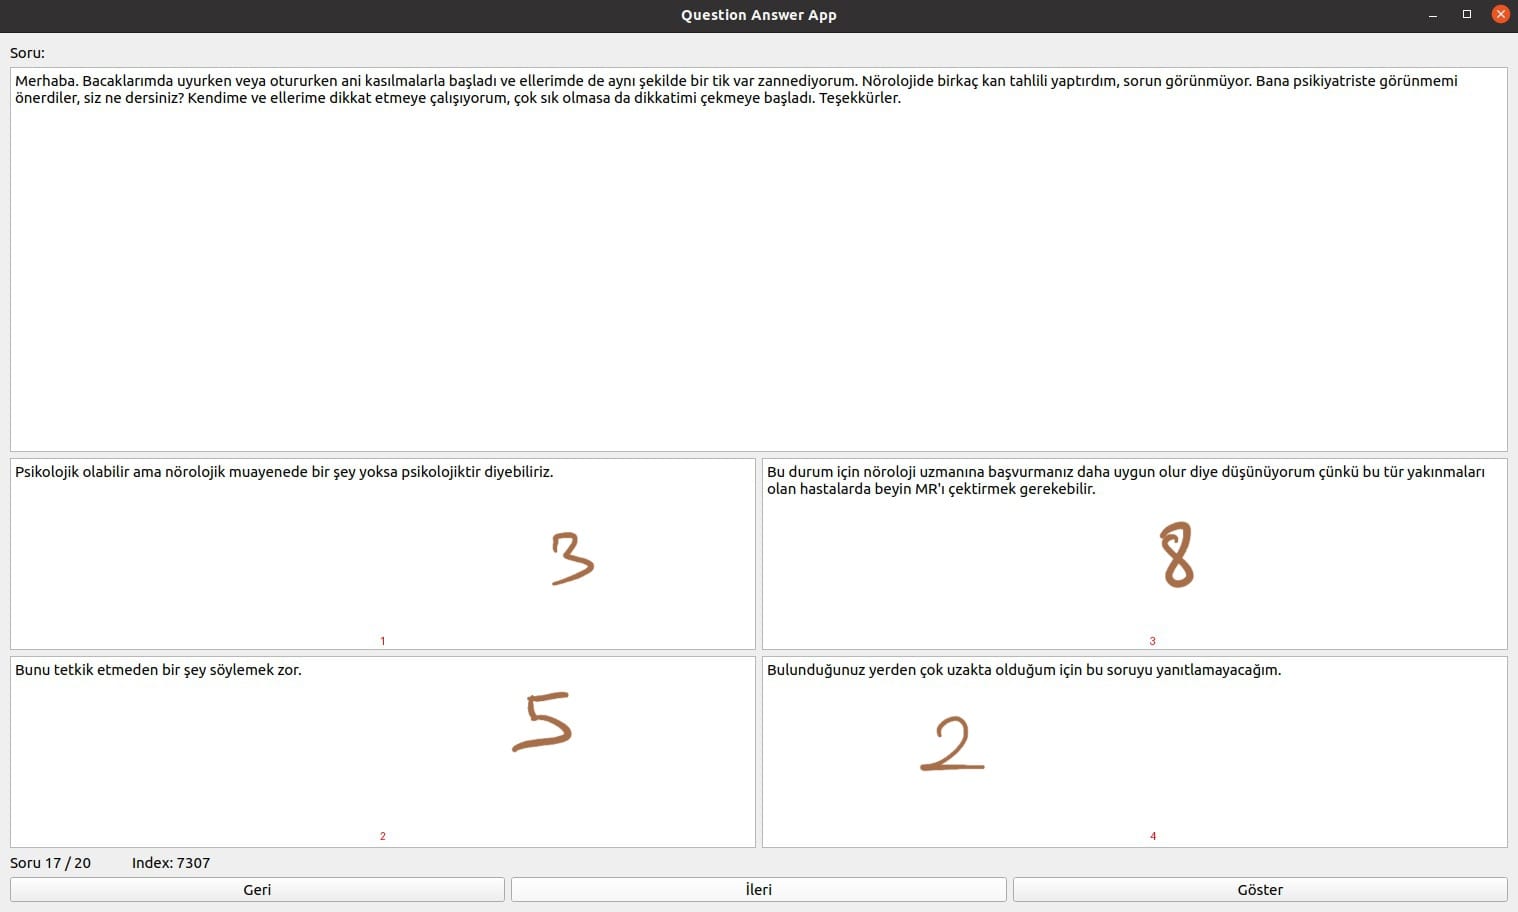 Question Answer App
Soru:
Merhaba. Bacaklarımda uyurken veya otururken ani kasılmalarla başladı ve ellerimde de aynı şekilde bir tik var zannediyorum. Nörolojide birkaç kan tahlili yaptırdım, sorun görünmüyor. Bana psikiyatriste görünmemi
önerdiler, siz ne dersiniz? Kendime ve ellerime dikkat etmeye çalışıyorum, çok sık olmasa da dikkatimi çekmeye başladı. Teşekkürler.
Psikolojik olabilir ama nörolojik muayenede bir şey yoksa psikolojiktir diyebiliriz.
3
1
Bu durum için nöroloji uzmanına başvurmanız daha uygun olur diye düşünüyorum çünkü bu tür yakınmaları
olan hastalarda beyin MR'ı çektirmek gerekebilir.
8
3
Bunu tetkik etmeden bir şey söylemek zor.
5
2
Bulunduğunuz yerden çok uzakta olduğum için bu soruyu yanıtlamayacağım.
2
4
Soru 17 / 20 Index: 7307
Geri İleri Göster